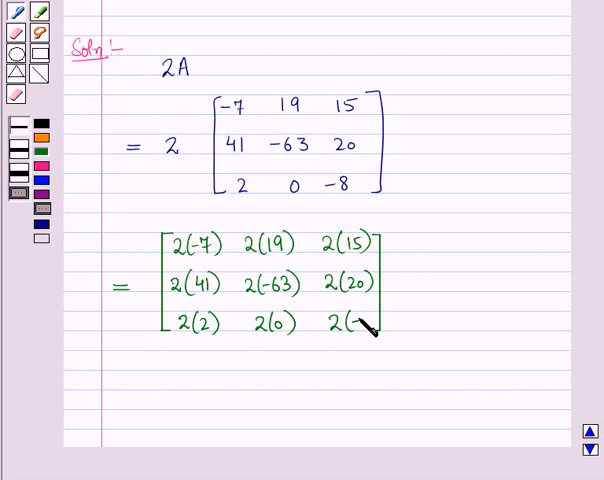 Soln:-
2A
= 2 [ -7 19 15
41 -63 20
2 0 -8 ]
= [ 2(-7) 2(19) 2(15)
2(41) 2(-63) 2(20)
2(2) 2(0) 2(- ]